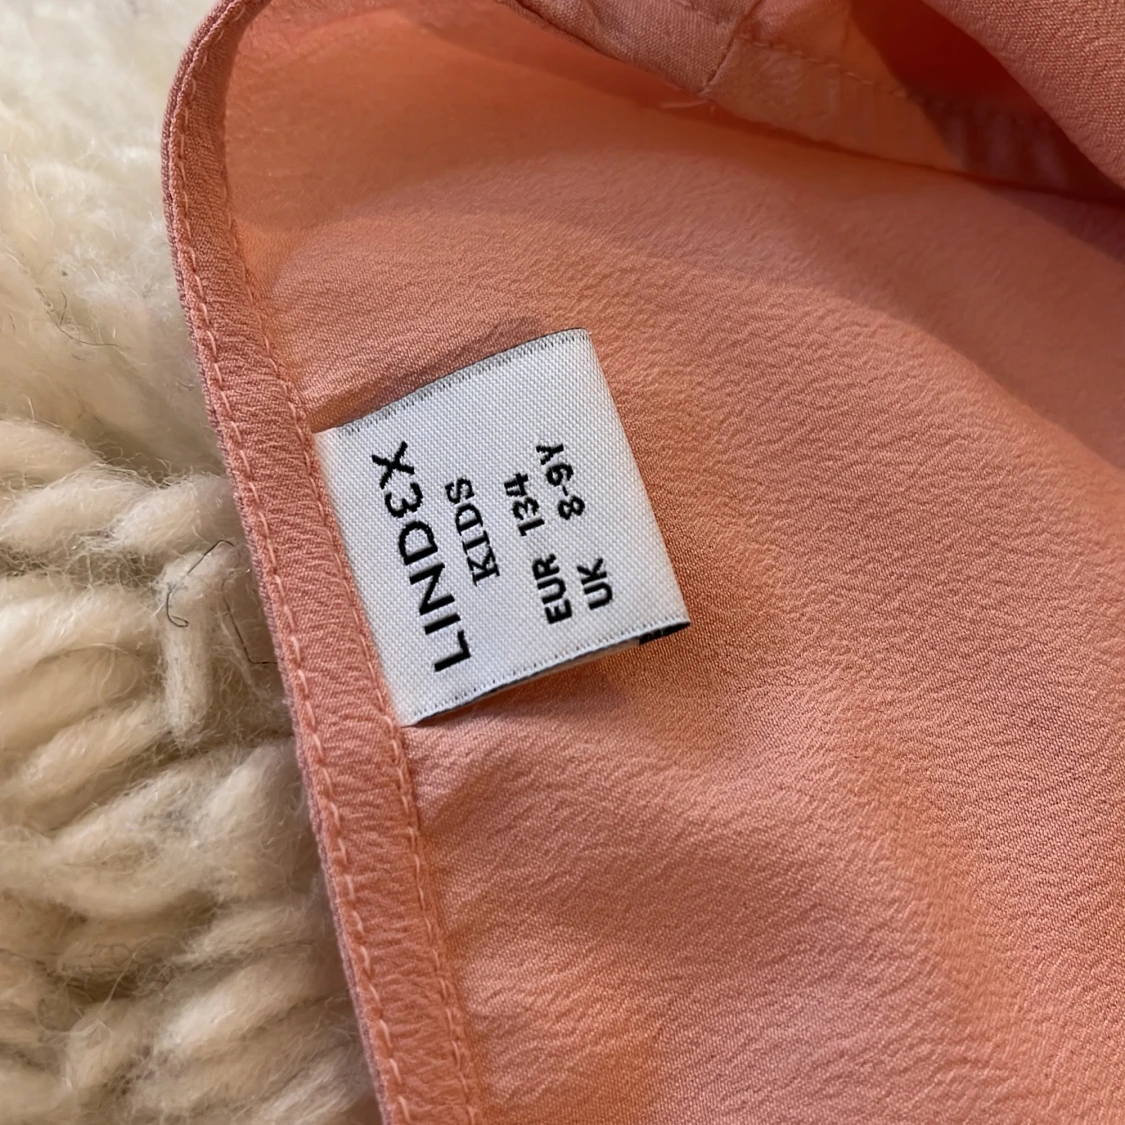 LINDEX
KIDS
EUR 134
UK 8-9Y